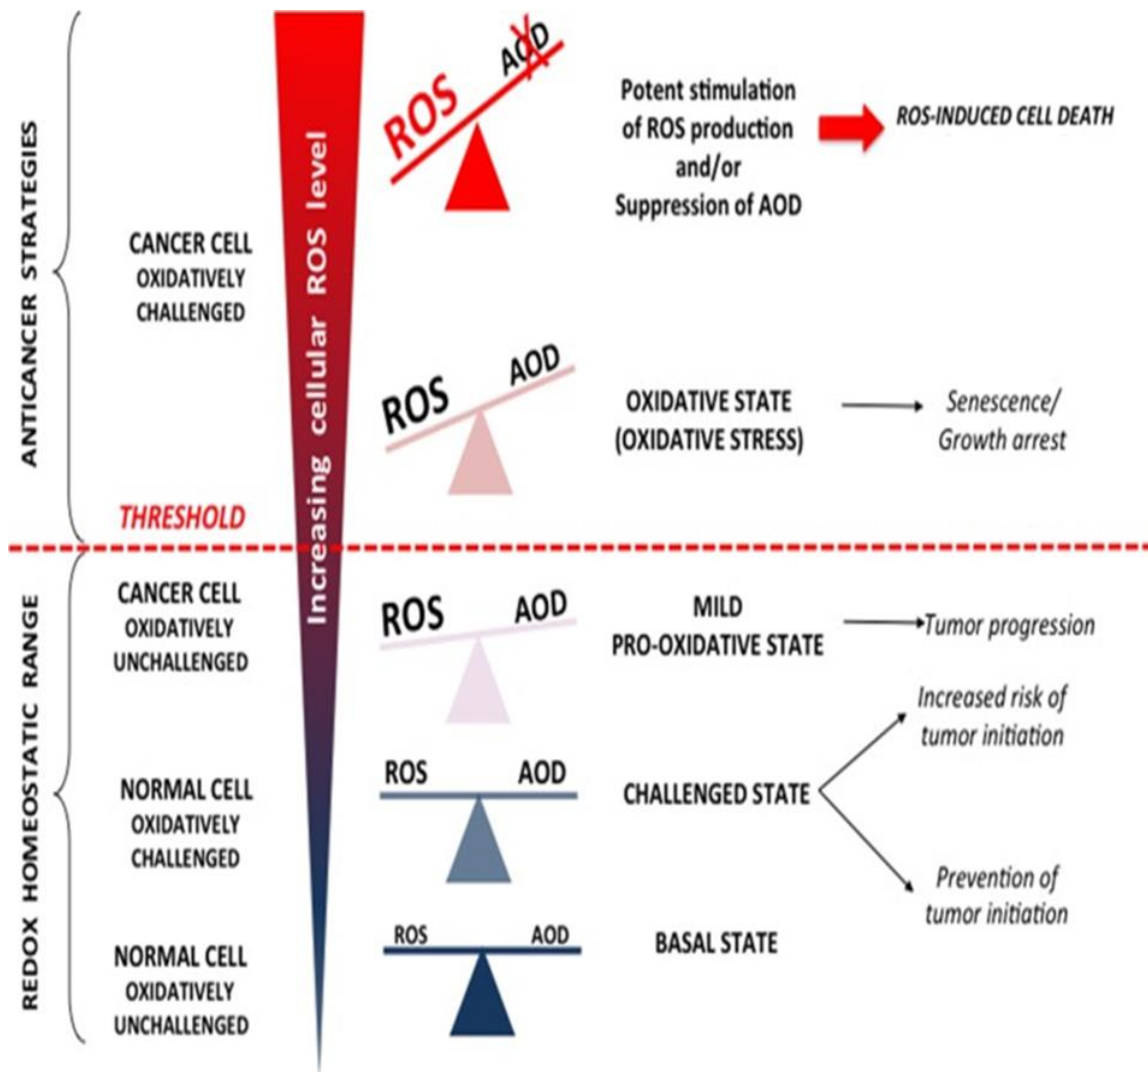 ANTICANCER STRATEGIES
CANCER CELL
OXIDATIVELY
CHALLENGED
Increasing cellular ROS level
ROS
AOD
Potent stimulation
of ROS production
and/or
Suppression of AOD
ROS-INDUCED CELL DEATH
ROS
AOD
OXIDATIVE STATE
(OXIDATIVE STRESS)
Senescence/
Growth arrest
THRESHOLD
REDOX HOMEOSTATIC RANGE
CANCER CELL
OXIDATIVELY
UNCHALLENGED
ROS
AOD
MILD
PRO-OXIDATIVE STATE
Tumor progression
NORMAL CELL
OXIDATIVELY
CHALLENGED
ROS
AOD
CHALLENGED STATE
Increased risk of
tumor initiation
Prevention of
tumor initiation
NORMAL CELL
OXIDATIVELY
UNCHALLENGED
ROS
AOD
BASAL STATE